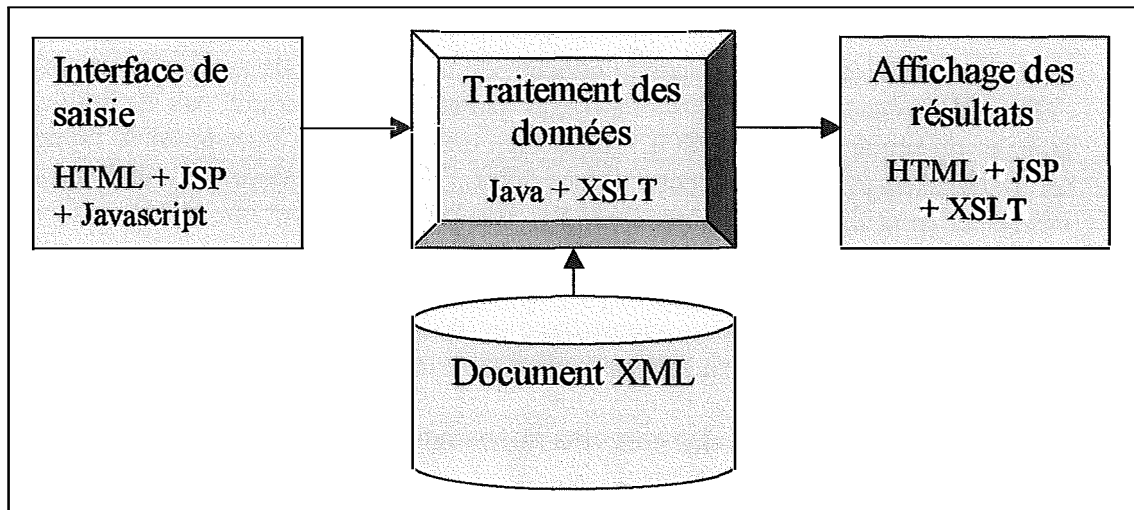 Interface de
saisie
HTML + JSP
+ Javascript
Traitement des
données
Java + XSLT
Affichage des
résultats
HTML + JSP
+ XSLT
Document XML